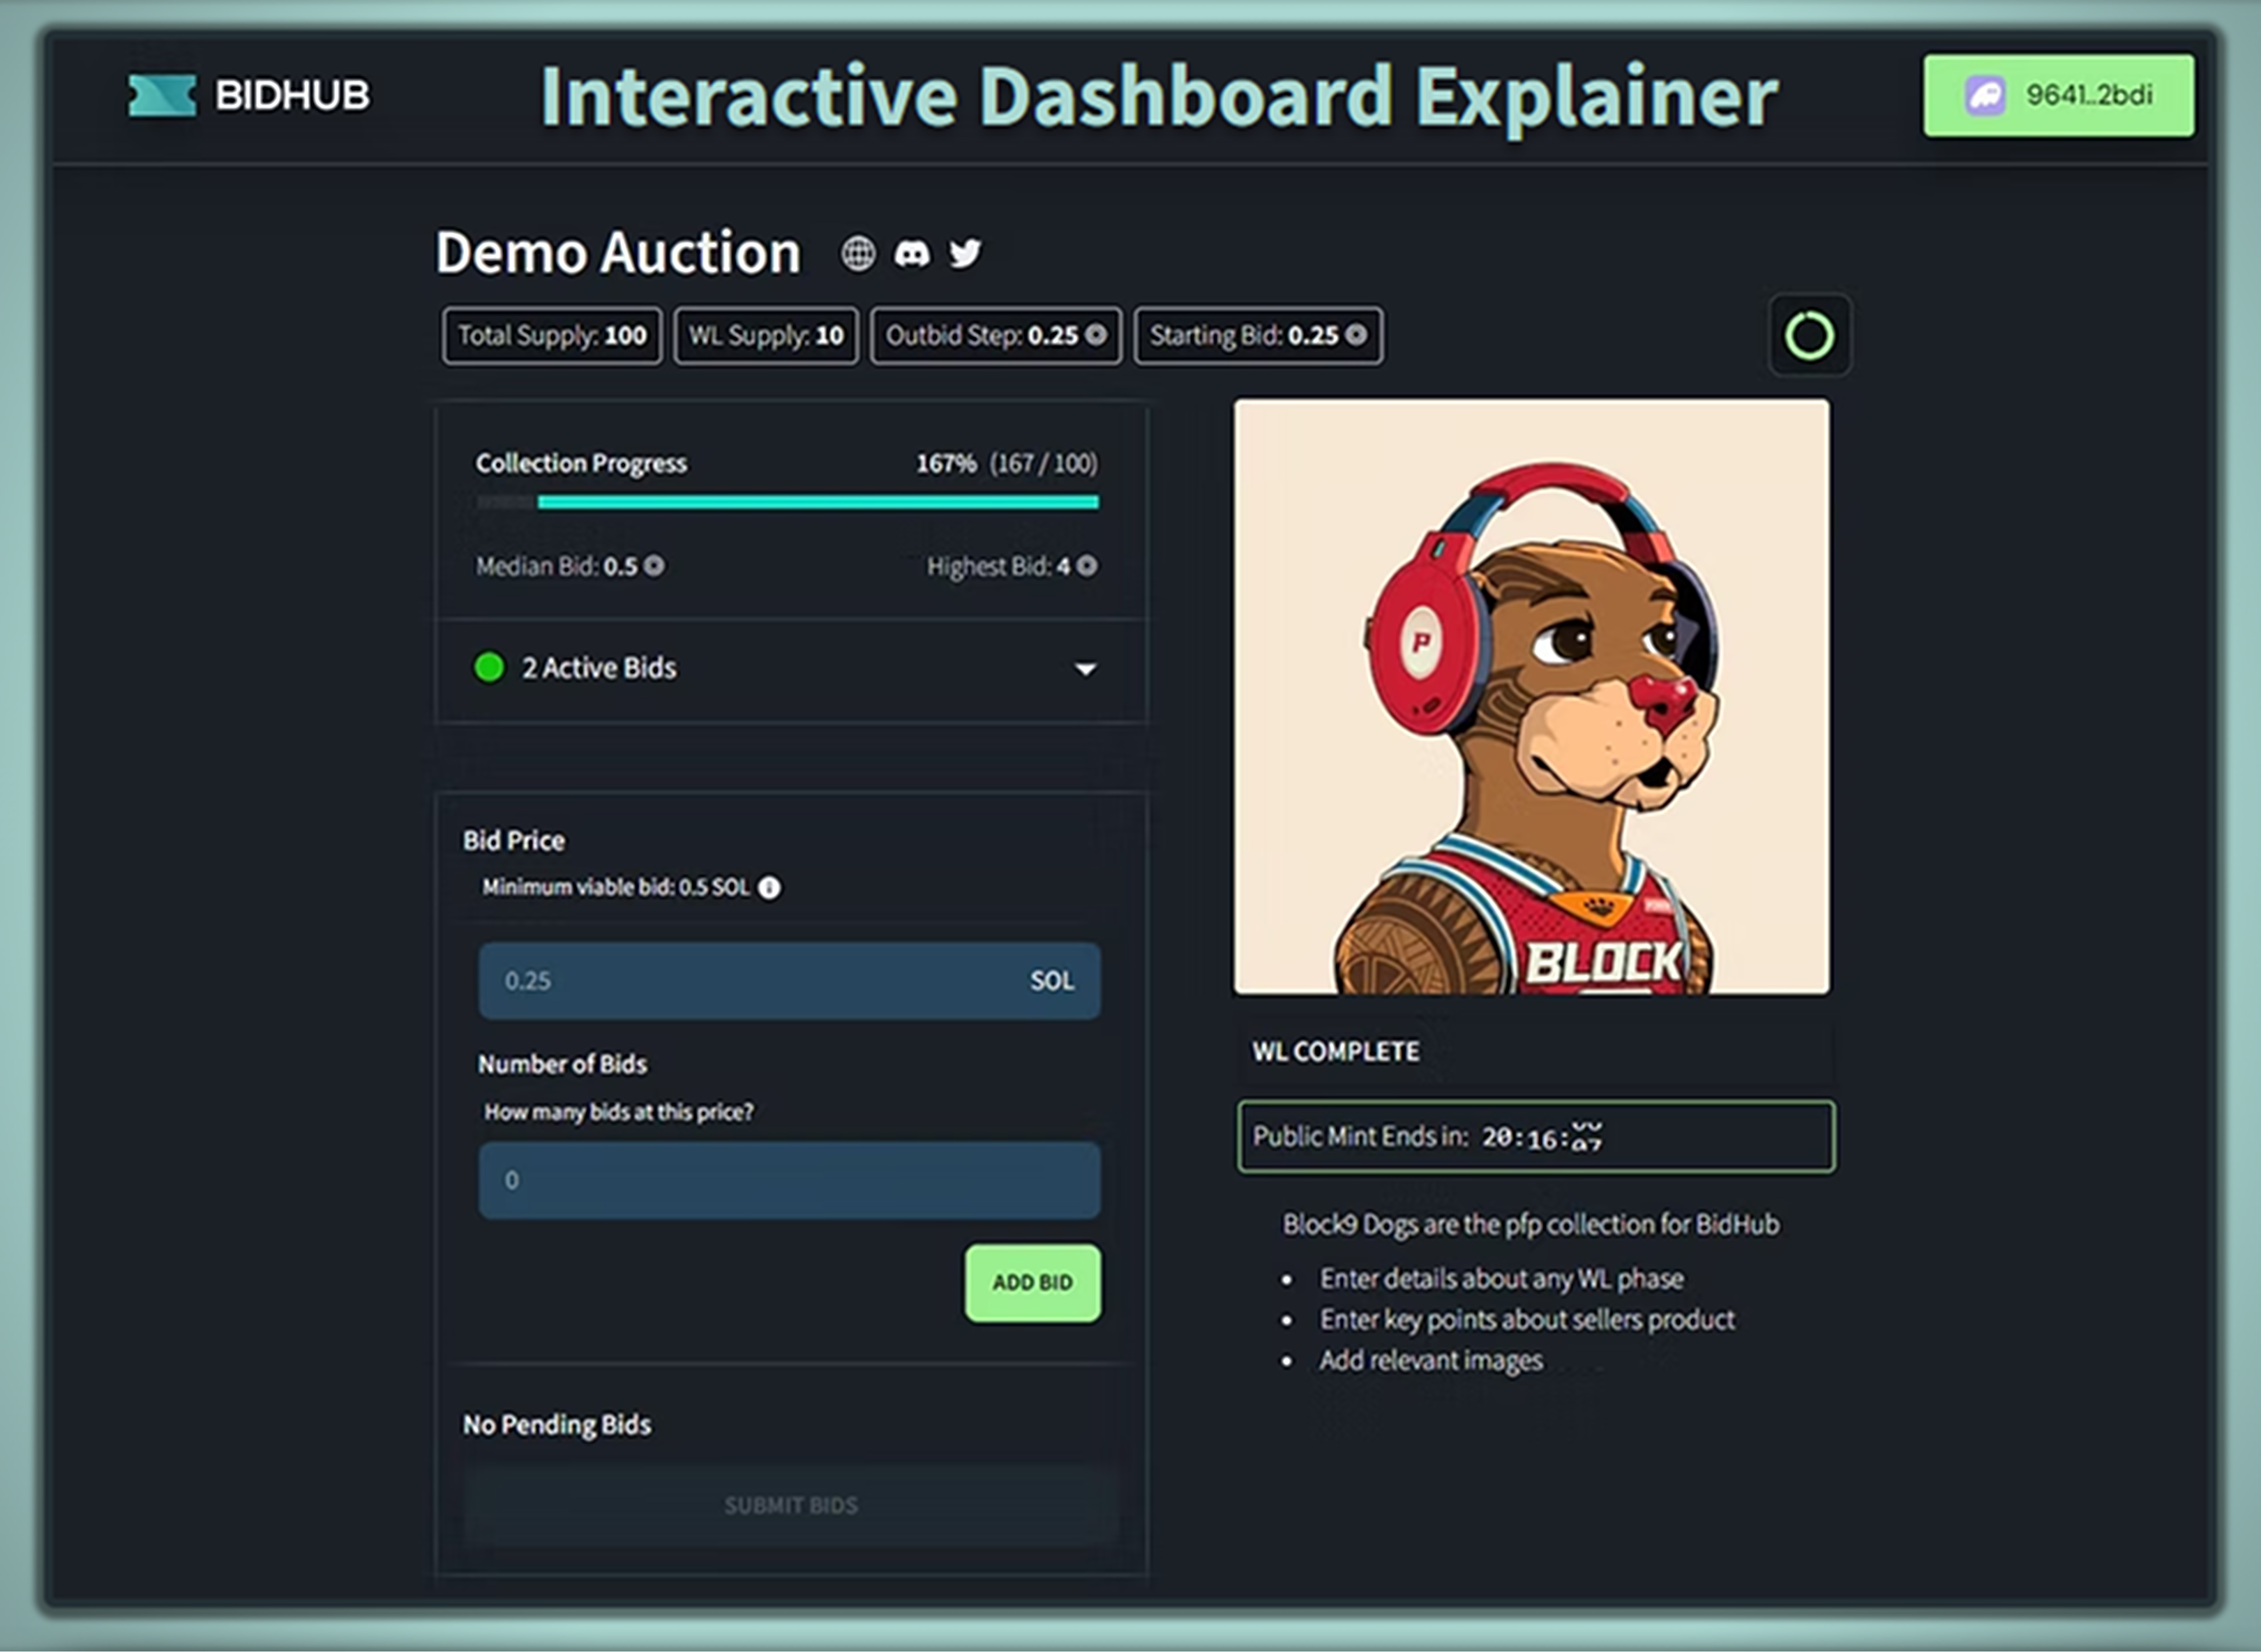 BIDHUB
Interactive Dashboard Explainer
9641..2bdi
Demo Auction
Total Supply: 100
WL Supply: 10
Outbid Step: 0.25
Starting Bid: 0.25
Collection Progress
167% (167 / 100)
Median Bid: 0.5
Highest Bid: 4
2 Active Bids
Bid Price
Minimum viable bid: 0.5 SOL
0.25
SOL
Number of Bids
How many bids at this price?
0
ADD BID
No Pending Bids
SUBMIT BIDS
P
BLOCK
WL COMPLETE
Public Mint Ends in: 20:16:
Block9 Dogs are the pfp collection for BidHub
• Enter details about any WL phase
• Enter key points about sellers product
• Add relevant images